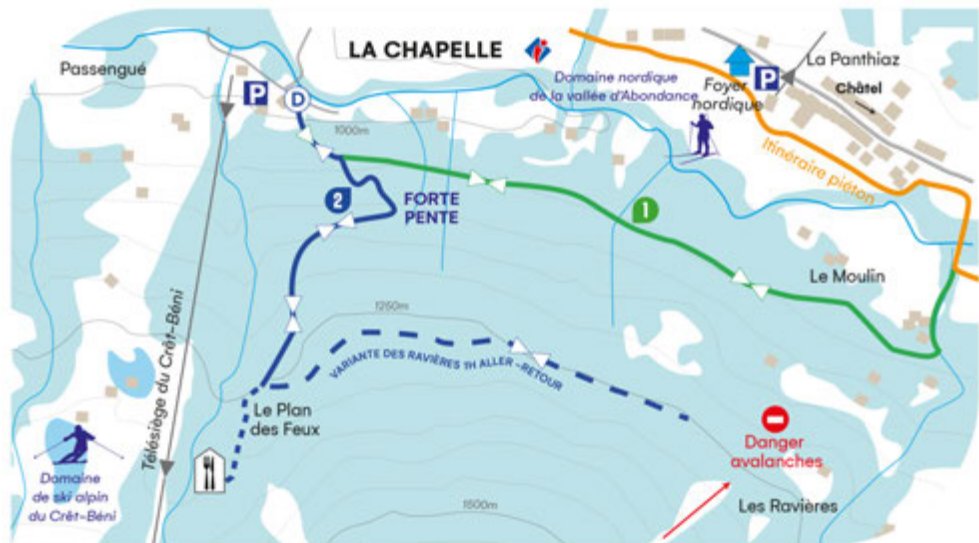 LA CHAPELLE
Passengué
P
D
1000m
Domaine nordique
de la vallée d'Abondance
Foyer
nordique
P
La Panthiaz
Châtel
Itinéraire piéton
2
FORTE
PENTE
1
Le Moulin
Télésiège du Crêt-Béni
1250m
VARIANTE DES RAVIÈRES 1H ALLER-RETOUR
Le Plan
des Feux
Danger
avalanches
Domaine
de ski alpin
du Crêt-Béni
1500m
Les Ravières